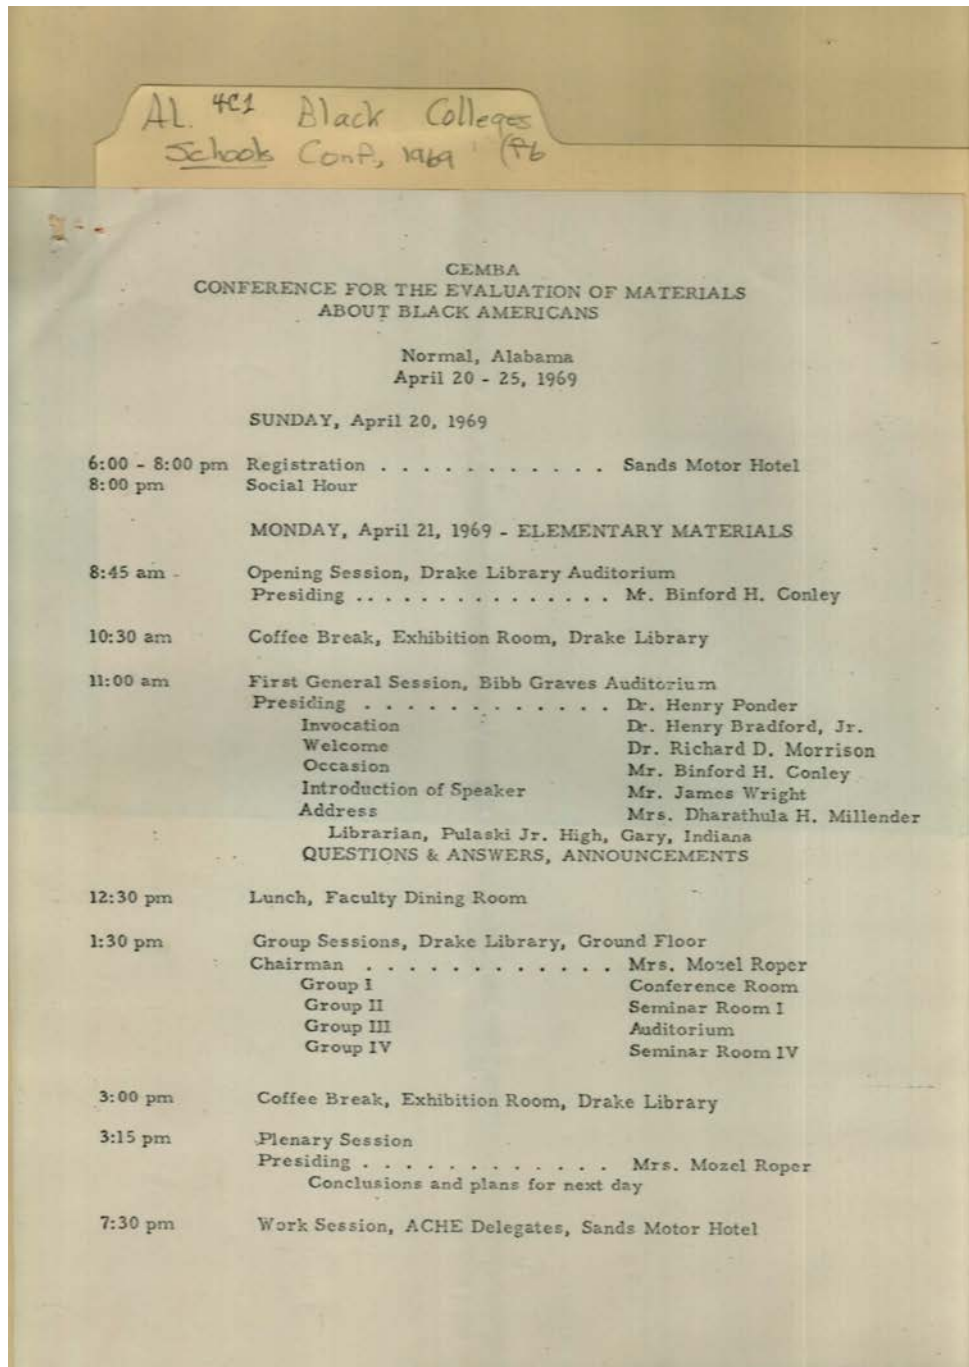 AL. 4C1 Black Colleges
Schools Conf., 1969 (Pb
CEMBA
CONFERENCE FOR THE EVALUATION OF MATERIALS
ABOUT BLACK AMERICANS
Normal, Alabama
April 20 - 25, 1969
SUNDAY, April 20, 1969
6:00 - 8:00 pm Registration . . . . . . . . . . . Sands Motor Hotel
8:00 pm Social Hour
MONDAY, April 21, 1969 - ELEMENTARY MATERIALS
8:45 am - Opening Session, Drake Library Auditorium
Presiding . . . . . . . . . . . . . . . Mr. Binford H. Conley
10:30 am Coffee Break, Exhibition Room, Drake Library
11:00 am First General Session, Bibb Graves Auditorium
Presiding . . . . . . . . . . . . Dr. Henry Ponder
Invocation Dr. Henry Bradford, Jr.
Welcome Dr. Richard D. Morrison
Occasion Mr. Binford H. Conley
Introduction of Speaker Mr. James Wright
Address Mrs. Dharathula H. Millender
Librarian, Pulaski Jr. High, Gary, Indiana
QUESTIONS & ANSWERS, ANNOUNCEMENTS
12:30 pm Lunch, Faculty Dining Room
1:30 pm Group Sessions, Drake Library, Ground Floor
Chairman . . . . . . . . . . . . Mrs. Mozel Roper
Group I Conference Room
Group II Seminar Room I
Group III Auditorium
Group IV Seminar Room IV
3:00 pm Coffee Break, Exhibition Room, Drake Library
3:15 pm Plenary Session
Presiding . . . . . . . . . . . . Mrs. Mozel Roper
Conclusions and plans for next day
7:30 pm Work Session, ACHE Delegates, Sands Motor Hotel